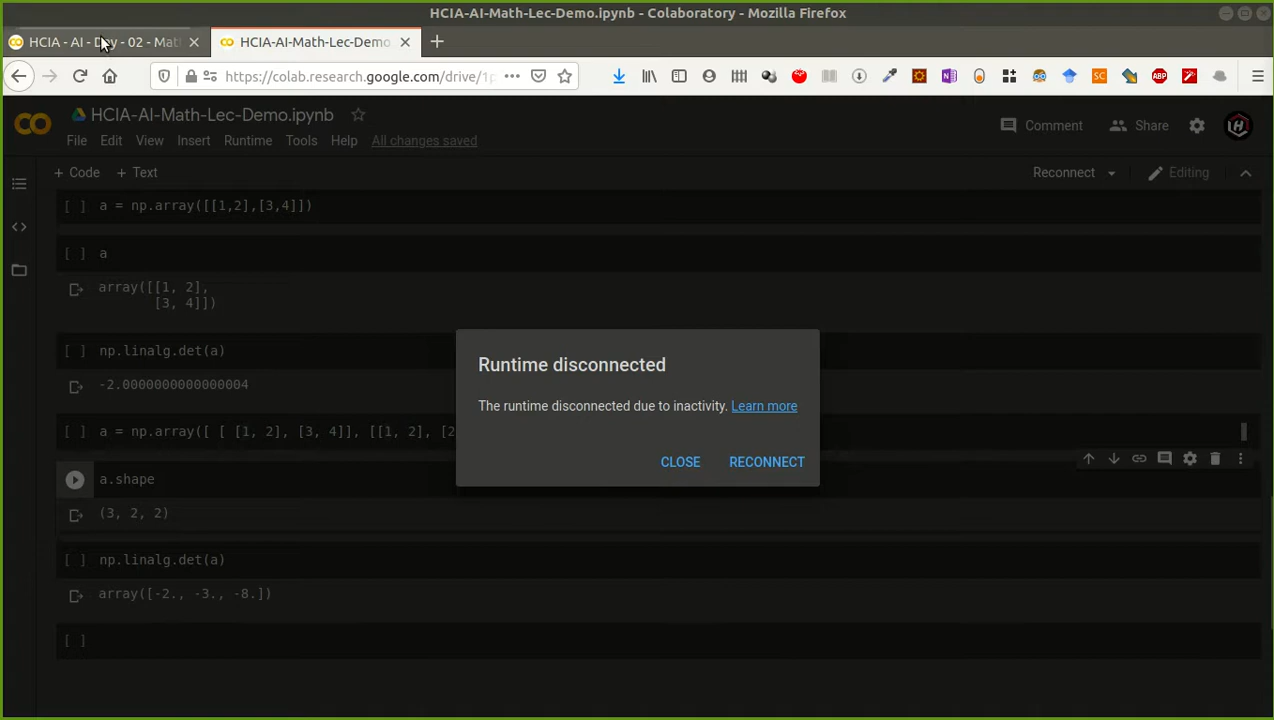 HCIA-AI-Math-Lec-Demo.ipynb - Colaboratory - Mozilla Firefox
HCIA - AI - Day - 02 - Mat
HCIA-AI-Math-Lec-Demo
https://colab.research.google.com/drive/1p
HCIA-AI-Math-Lec-Demo.ipynb
Comment
Share
File Edit View Insert Runtime Tools Help All changes saved
+ Code + Text
Reconnect
Editing
[ ] a = np.array([[1,2],[3,4]])
[ ] a
array([[1, 2],
[3, 4]])
[ ] np.linalg.det(a)
-2.0000000000000004
[ ] a = np.array([ [ [1, 2], [3, 4]], [[1, 2], [2
a.shape
(3, 2, 2)
[ ] np.linalg.det(a)
array([-2., -3., -8.])
[ ]
Runtime disconnected
The runtime disconnected due to inactivity. Learn more
CLOSE RECONNECT